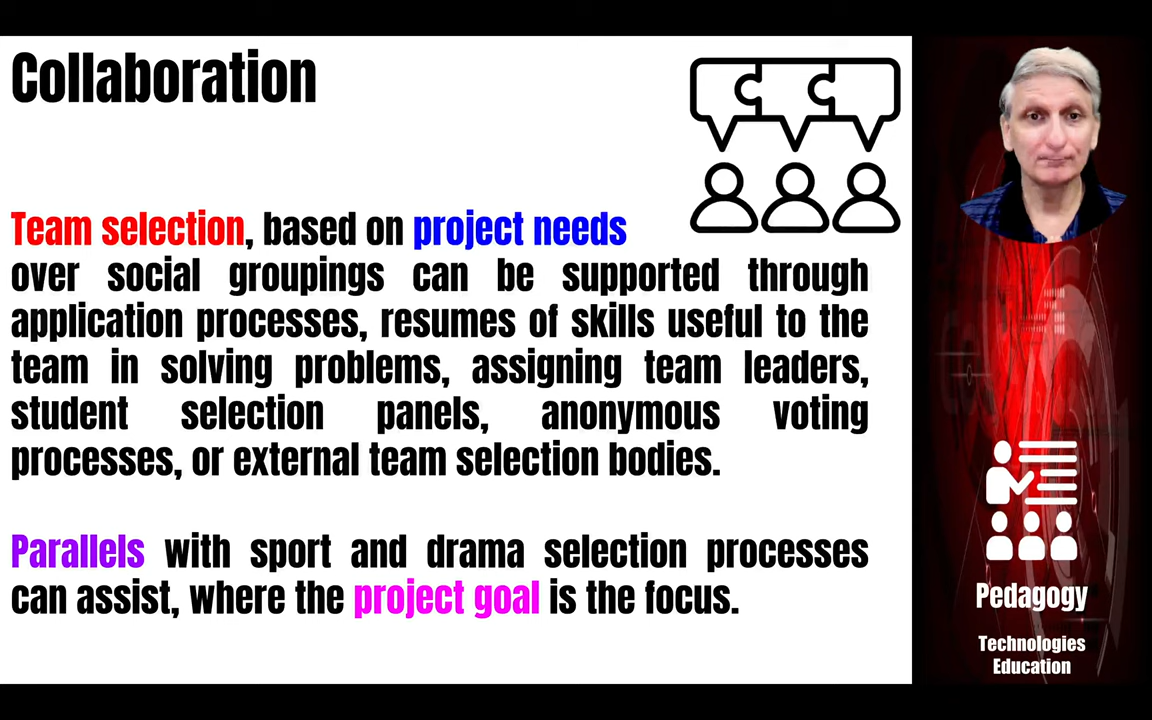 Collaboration
Team selection, based on project needs
over social groupings can be supported through
application processes, resumes of skills useful to the
team in solving problems, assigning team leaders,
student selection panels, anonymous voting
processes, or external team selection bodies.
Parallels with sport and drama selection processes
can assist, where the project goal is the focus.
Pedagogy
Technologies
Education